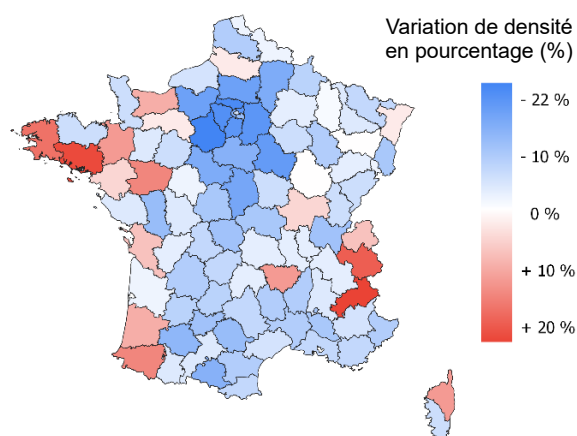 Variation de densité
en pourcentage (%)
- 22 %
- 10 %
0 %
+ 10 %
+ 20 %